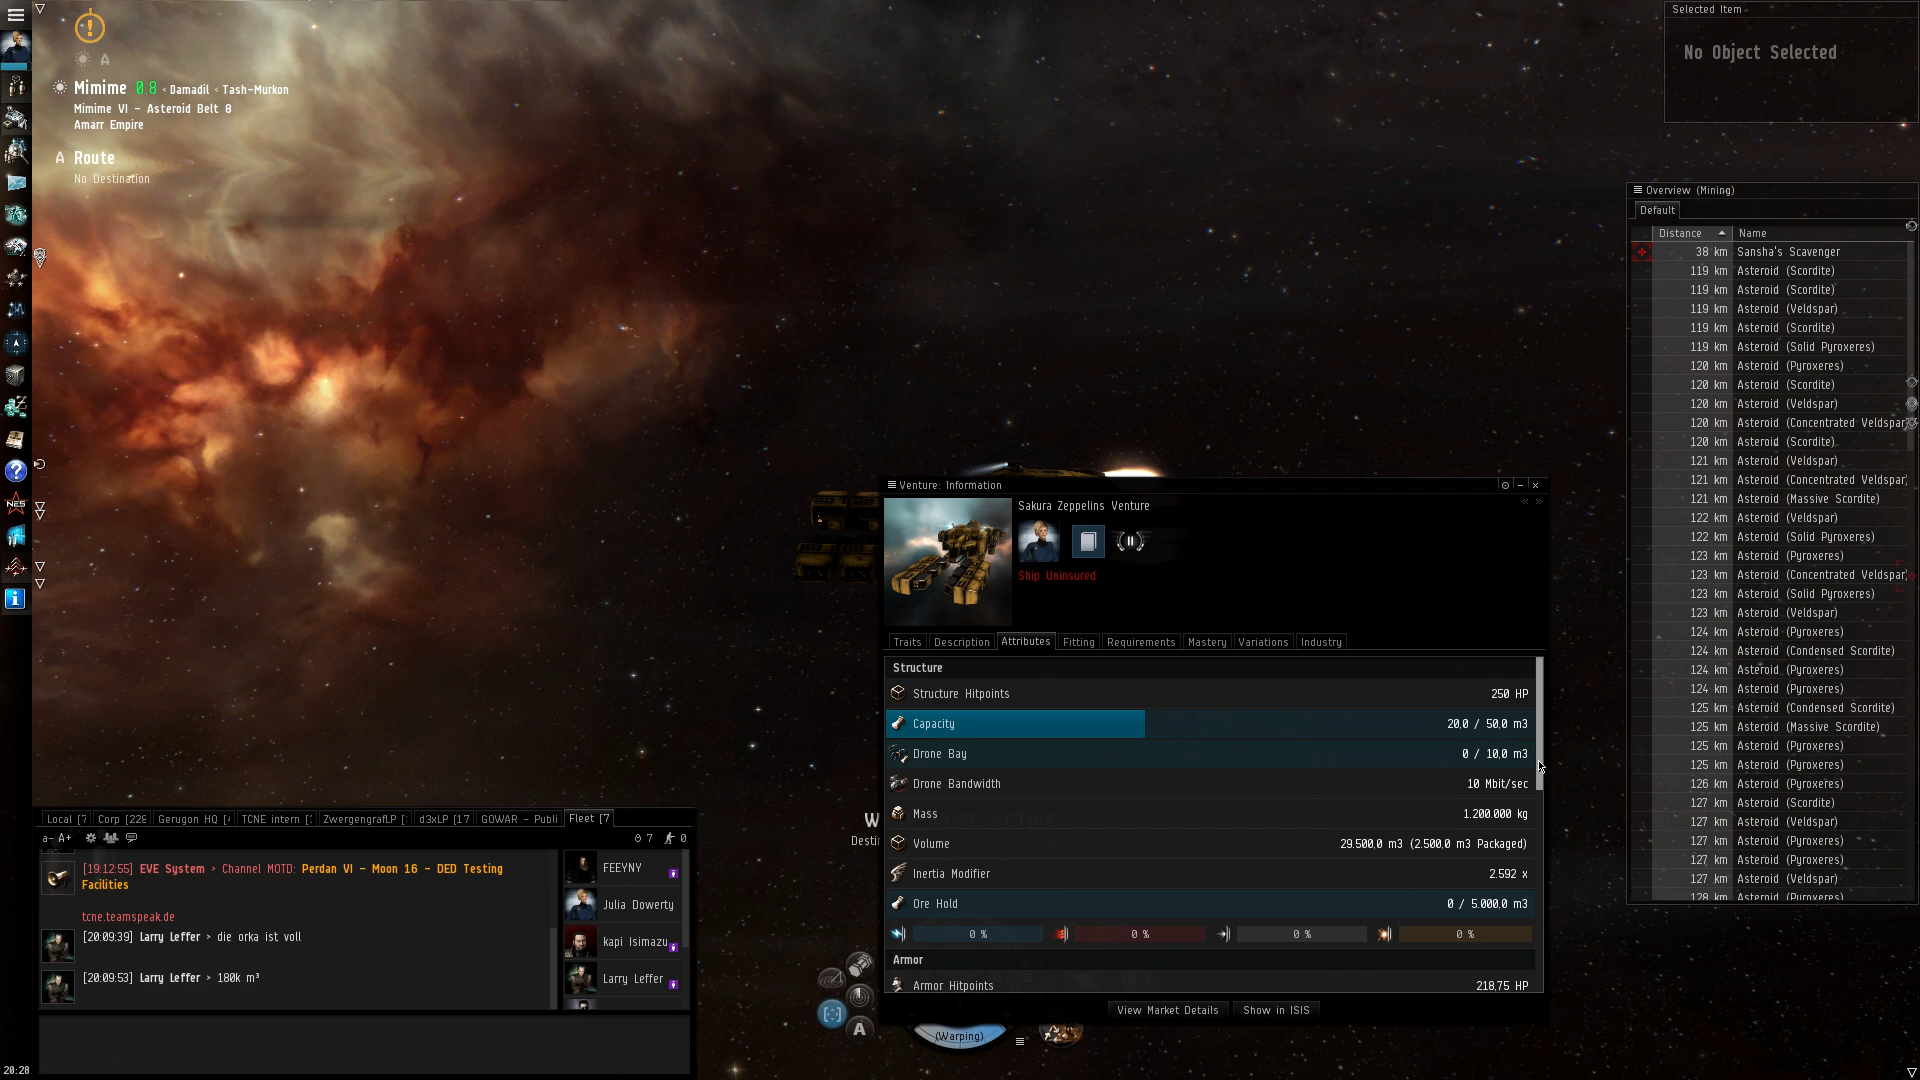 A
Mimime 0.8 < Damadil < Tash-Murkon
Mimime VI - Asteroid Belt 8
Amarr Empire
A Route
No Destination
NES
Selected Item
No Object Selected
Overview (Mining)
Default
Distance Name
38 km Sansha's Scavenger
119 km Asteroid (Scordite)
119 km Asteroid (Scordite)
119 km Asteroid (Veldspar)
119 km Asteroid (Scordite)
119 km Asteroid (Solid Pyroxeres)
120 km Asteroid (Pyroxeres)
120 km Asteroid (Scordite)
120 km Asteroid (Veldspar)
120 km Asteroid (Concentrated Veldspar)
120 km Asteroid (Scordite)
121 km Asteroid (Veldspar)
121 km Asteroid (Concentrated Veldspar)
121 km Asteroid (Massive Scordite)
122 km Asteroid (Veldspar)
122 km Asteroid (Solid Pyroxeres)
123 km Asteroid (Pyroxeres)
123 km Asteroid (Concentrated Veldspar)
123 km Asteroid (Solid Pyroxeres)
123 km Asteroid (Veldspar)
124 km Asteroid (Pyroxeres)
124 km Asteroid (Condensed Scordite)
124 km Asteroid (Pyroxeres)
124 km Asteroid (Pyroxeres)
125 km Asteroid (Condensed Scordite)
125 km Asteroid (Massive Scordite)
125 km Asteroid (Pyroxeres)
125 km Asteroid (Pyroxeres)
126 km Asteroid (Pyroxeres)
127 km Asteroid (Scordite)
127 km Asteroid (Veldspar)
127 km Asteroid (Pyroxeres)
127 km Asteroid (Pyroxeres)
127 km Asteroid (Veldspar)
128 km Asteroid (Pyroxeres)
Venture: Information
Sakura Zeppelins Venture
Ship Uninsured
Traits Description Attributes Fitting Requirements Mastery Variations Industry
Structure
Structure Hitpoints 250 HP
Capacity 20,0 / 50,0 m3
Drone Bay 0 / 10,0 m3
Drone Bandwidth 10 Mbit/sec
Mass 1.200.000 kg
Volume 29.500,0 m3 (2.500,0 m3 Packaged)
Inertia Modifier 2.592 x
Ore Hold 0 / 5.000,0 m3
0 % 0 % 0 % 0 %
Armor
Armor Hitpoints 218,75 HP
View Market Details Show in ISIS
W
Desti
A
(Warping)
Local [7 Corp [228 Gerugon HQ [ TCNE intern [ ZwergengrafLP [ d3xLP [17 GOWAR - Publi Fleet [7
a- A+ 7 0
[19:12:55] EVE System > Channel MOTD: Perdan VI - Moon 16 - DED Testing
Facilities
tcne.teamspeak.de
[20:09:39] Larry Leffer > die orka ist voll
[20:09:53] Larry Leffer > 180k m³
FEEYNY
Julia Dowerty
kapi Isimazu
Larry Leffer
20:28